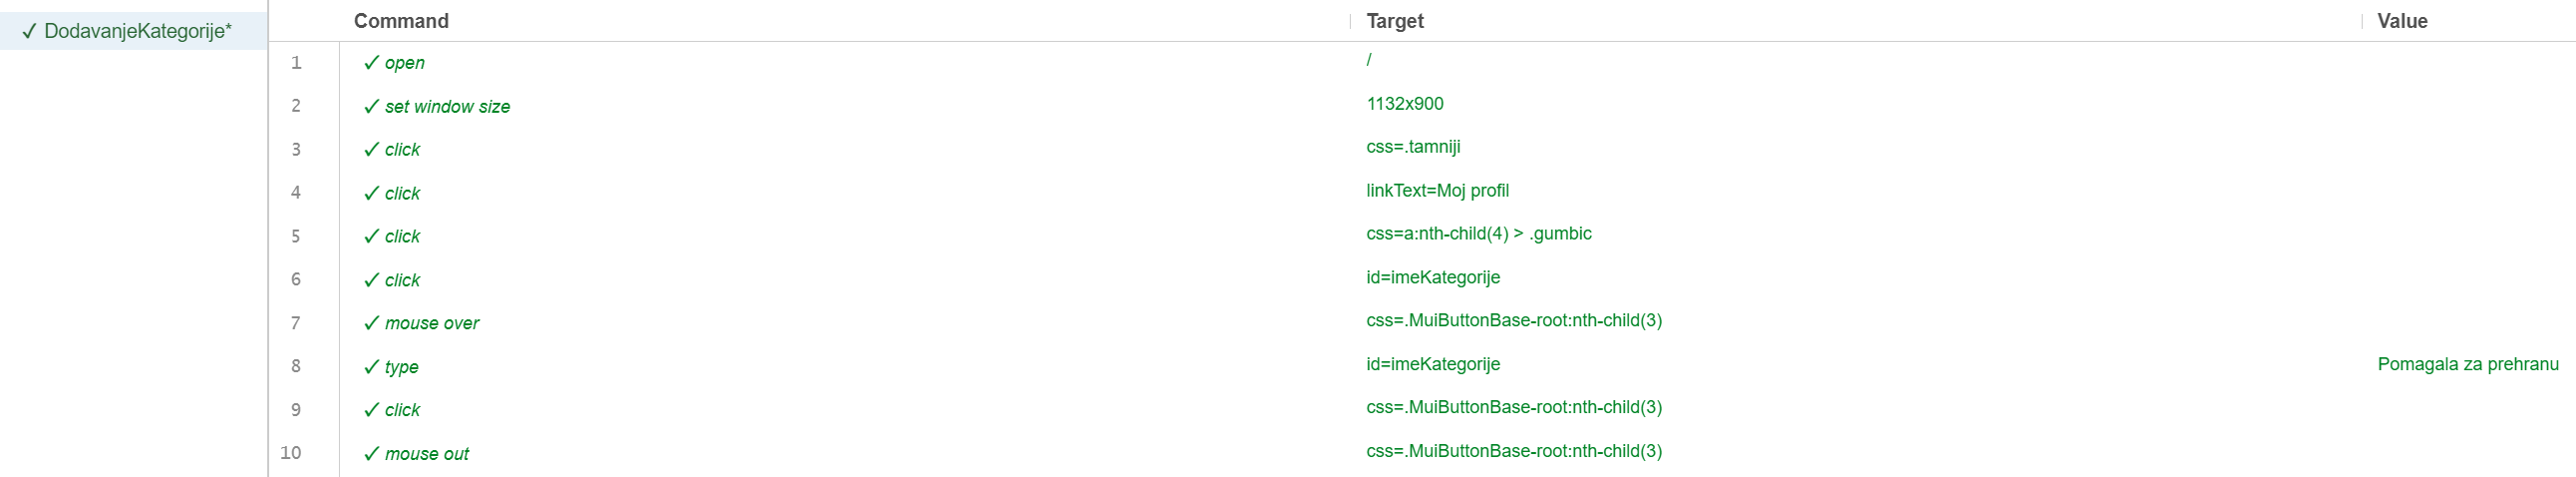 ✓ DodavanjeKategorije*
Command Target Value
1 ✓ open /
2 ✓ set window size 1132x900
3 ✓ click css=.tamniji
4 ✓ click linkText=Moj profil
5 ✓ click css=a:nth-child(4) > .gumbic
6 ✓ click id=imeKategorije
7 ✓ mouse over css=.MuiButtonBase-root:nth-child(3)
8 ✓ type id=imeKategorije Pomagala za prehranu
9 ✓ click css=.MuiButtonBase-root:nth-child(3)
10 ✓ mouse out css=.MuiButtonBase-root:nth-child(3)